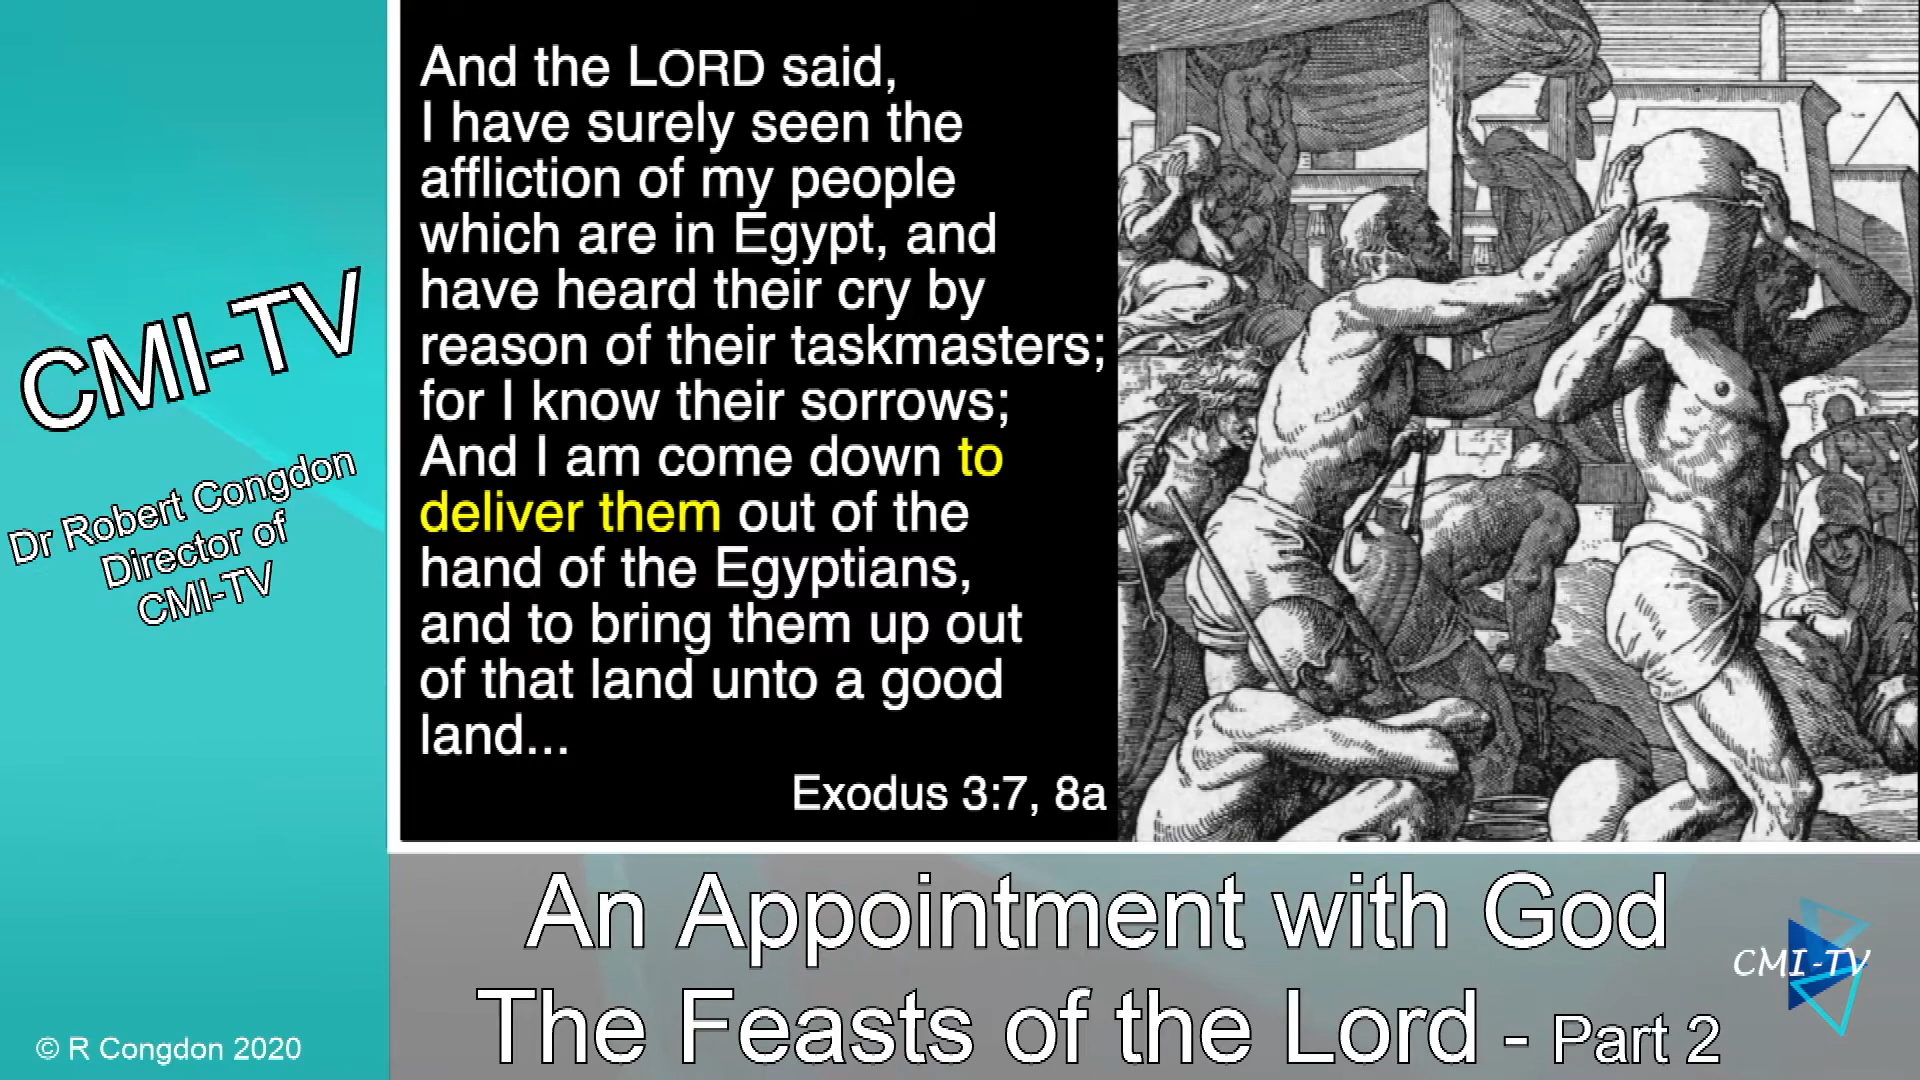 CMI-TV
Dr Robert Congdon
Director of
CMI-TV
© R Congdon 2020
And the LORD said,
I have surely seen the
affliction of my people
which are in Egypt, and
have heard their cry by
reason of their taskmasters;
for I know their sorrows;
And I am come down to
deliver them out of the
hand of the Egyptians,
and to bring them up out
of that land unto a good
land...
Exodus 3:7, 8a
An Appointment with God
The Feasts of the Lord - Part 2
CMI-TV